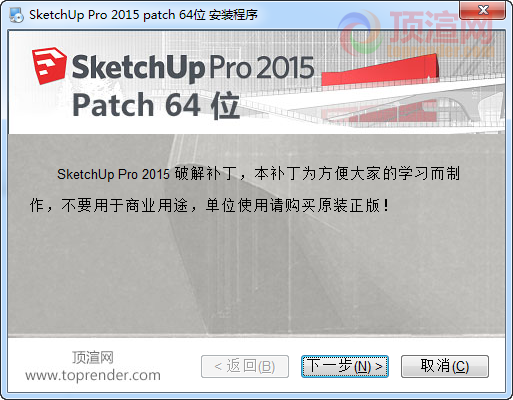 SketchUp Pro 2015 patch 64位 安装程序
顶渲网
SketchUp Pro 2015
Patch 64 位
SketchUp Pro 2015 破解补丁，本补丁为方便大家的学习而制
作，不要用于商业用途，单位使用请购买原装正版！
顶渲网
www.toprender.com
< 返回(B)
下一步(N) >
取消(C)